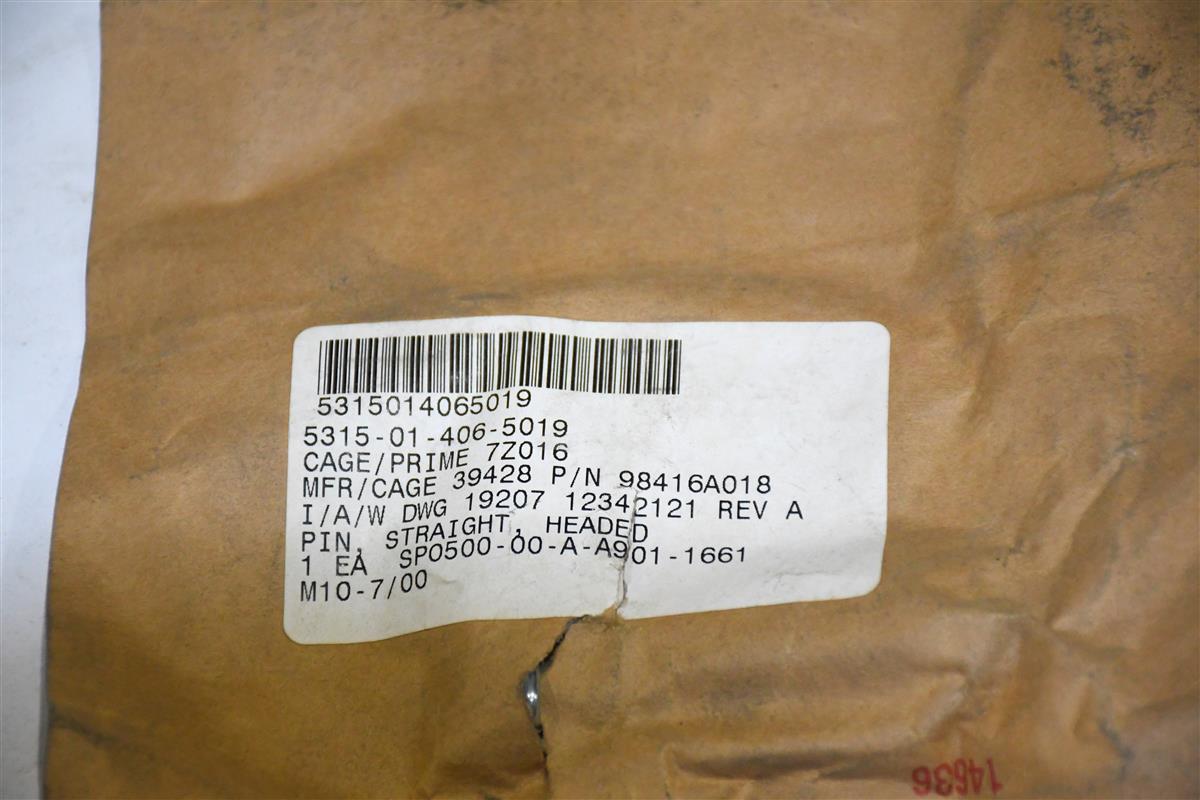 5315014065019
5315-01-406-5019
CAGE/PRIME 7Z016
MFR/CAGE 39428 P/N 98416A018
I/A/W DWG 19207 12342121 REV A
PIN, STRAIGHT, HEADED
1 EA SPO500-00-A-A901-1661
M10-7/00
14636